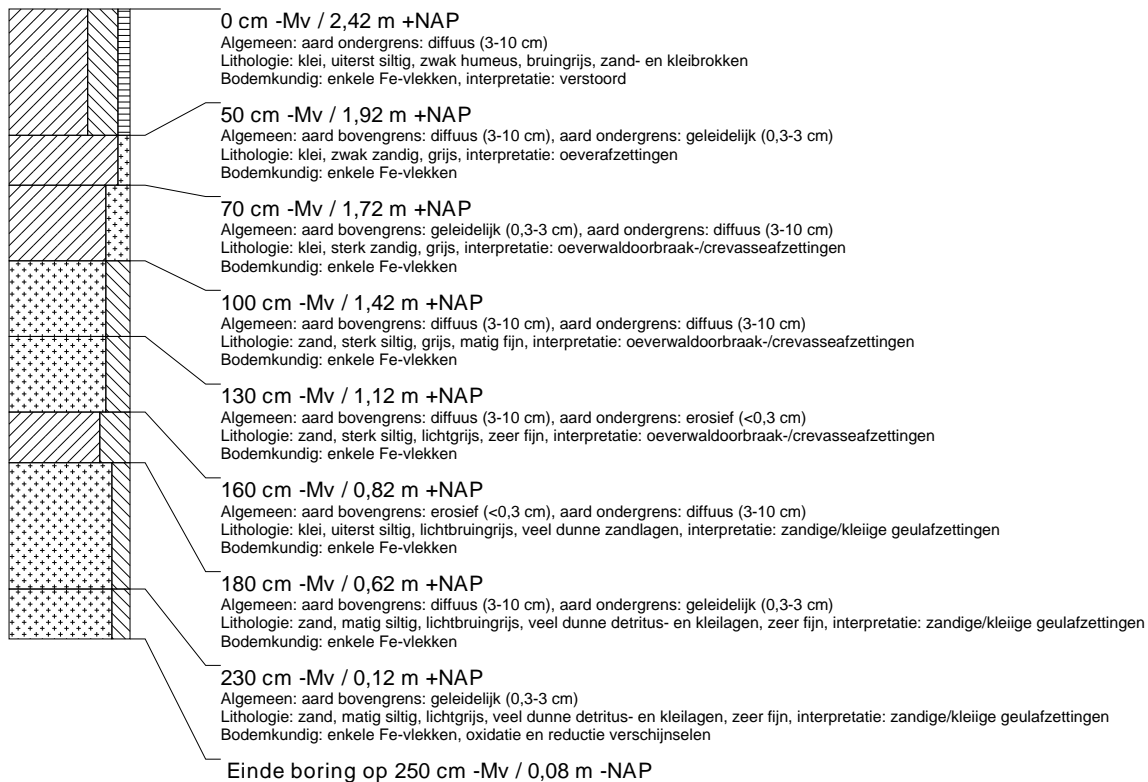 0 cm -Mv / 2,42 m +NAP
Algemeen: aard ondergrens: diffuus (3-10 cm)
Lithologie: klei, uiterst siltig, zwak humeus, bruingrijs, zand- en kleibrokken
Bodemkundig: enkele Fe-vlekken, interpretatie: verstoord
50 cm -Mv / 1,92 m +NAP
Algemeen: aard bovengrens: diffuus (3-10 cm), aard ondergrens: geleidelijk (0,3-3 cm)
Lithologie: klei, zwak zandig, grijs, interpretatie: oeverafzettingen
Bodemkundig: enkele Fe-vlekken
70 cm -Mv / 1,72 m +NAP
Algemeen: aard bovengrens: geleidelijk (0,3-3 cm), aard ondergrens: diffuus (3-10 cm)
Lithologie: klei, sterk zandig, grijs, interpretatie: oeverwaldoorbraak-/crevasseafzettingen
Bodemkundig: enkele Fe-vlekken
100 cm -Mv / 1,42 m +NAP
Algemeen: aard bovengrens: diffuus (3-10 cm), aard ondergrens: diffuus (3-10 cm)
Lithologie: zand, sterk siltig, grijs, matig fijn, interpretatie: oeverwaldoorbraak-/crevasseafzettingen
Bodemkundig: enkele Fe-vlekken
130 cm -Mv / 1,12 m +NAP
Algemeen: aard bovengrens: diffuus (3-10 cm), aard ondergrens: erosief (<0,3 cm)
Lithologie: zand, sterk siltig, lichtgrijs, zeer fijn, interpretatie: oeverwaldoorbraak-/crevasseafzettingen
Bodemkundig: enkele Fe-vlekken
160 cm -Mv / 0,82 m +NAP
Algemeen: aard bovengrens: erosief (<0,3 cm), aard ondergrens: diffuus (3-10 cm)
Lithologie: klei, uiterst siltig, lichtbruingrijs, veel dunne zandlagen, interpretatie: zandige/kleiige geulafzettingen
Bodemkundig: enkele Fe-vlekken
180 cm -Mv / 0,62 m +NAP
Algemeen: aard bovengrens: diffuus (3-10 cm), aard ondergrens: geleidelijk (0,3-3 cm)
Lithologie: zand, matig siltig, lichtbruingrijs, veel dunne detritus- en kleilagen, zeer fijn, interpretatie: zandige/kleiige geulafzettingen
Bodemkundig: enkele Fe-vlekken
230 cm -Mv / 0,12 m +NAP
Algemeen: aard bovengrens: geleidelijk (0,3-3 cm)
Lithologie: zand, matig siltig, lichtgrijs, veel dunne detritus- en kleilagen, zeer fijn, interpretatie: zandige/kleiige geulafzettingen
Bodemkundig: enkele Fe-vlekken, oxidatie en reductie verschijnselen
Einde boring op 250 cm -Mv / 0,08 m -NAP